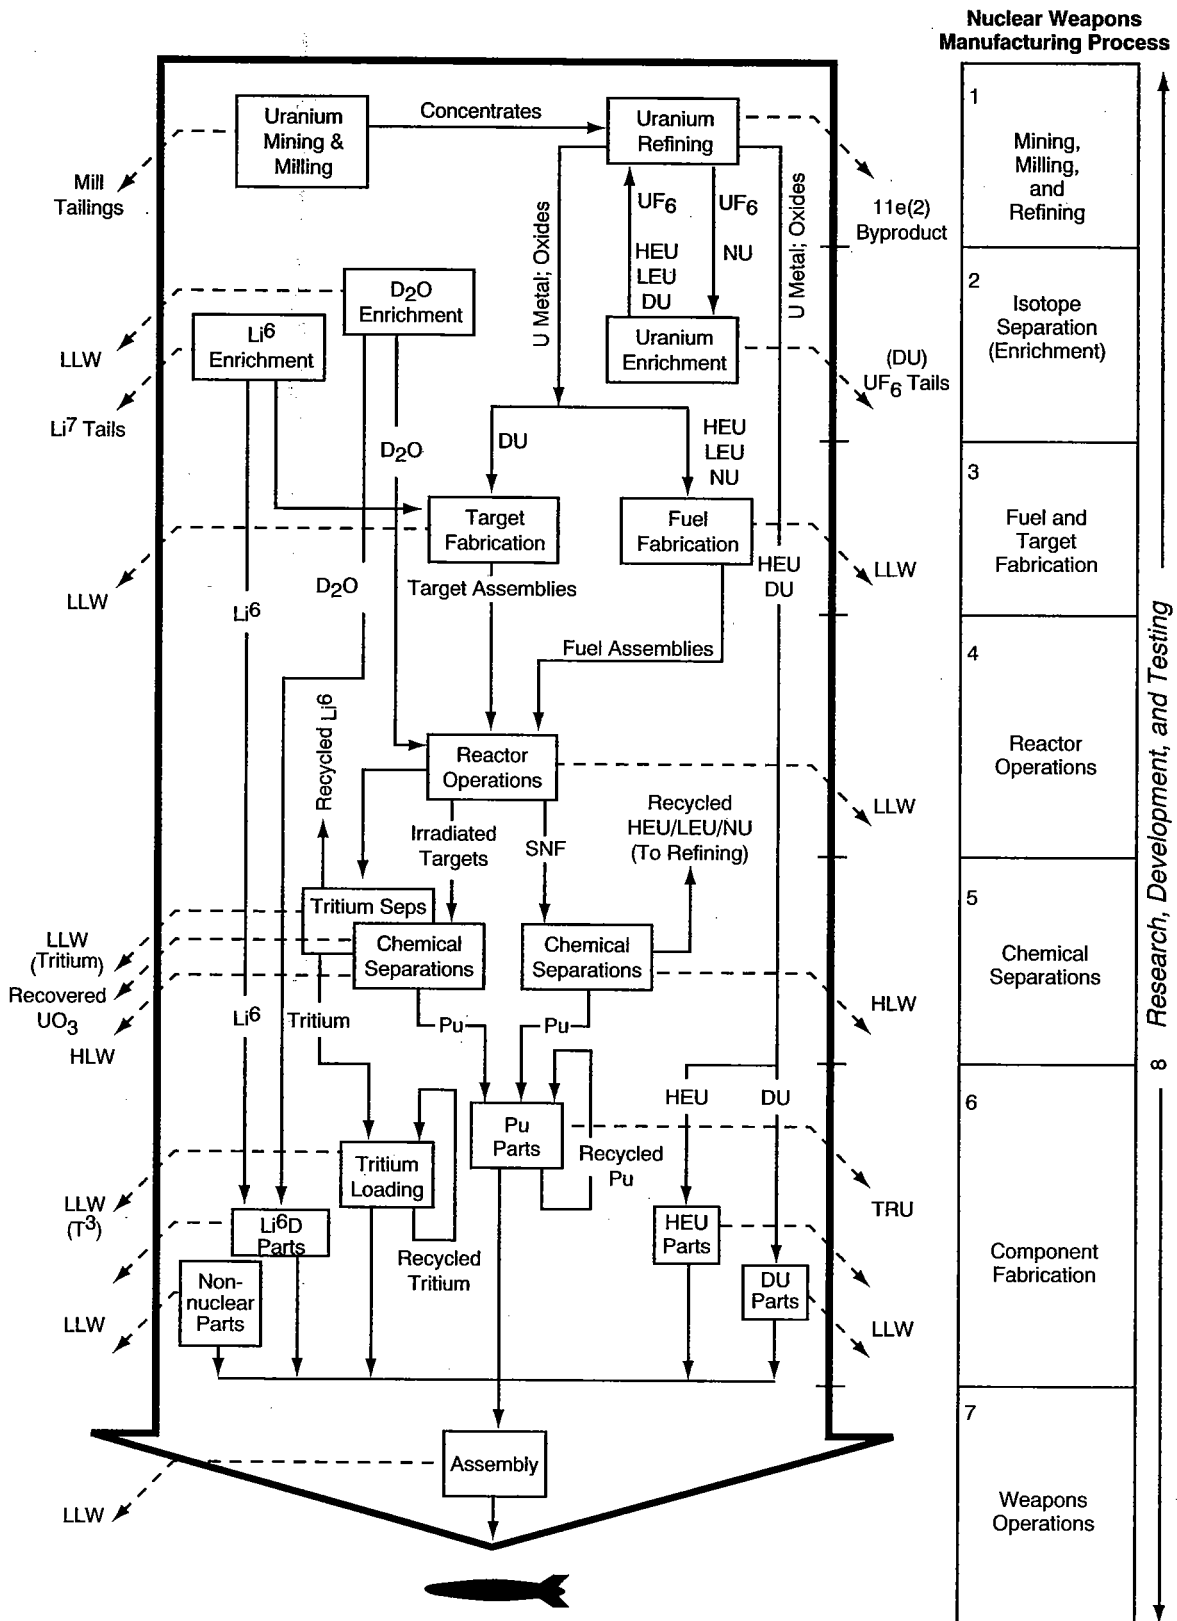 Nuclear Weapons
Manufacturing Process
Uranium
Mining &
Milling
Concentrates
Uranium
Refining
Mill
Tailings
11e(2)
Byproduct
1
Mining,
Milling,
and
Refining
U Metal; Oxides
UF6
HEU
LEU
DU
UF6
NU
U Metal; Oxides
D2O
Enrichment
Li6
Enrichment
Uranium
Enrichment
LLW
Li7 Tails
(DU)
UF6 Tails
2
Isotope
Separation
(Enrichment)
D2O
DU
HEU
LEU
NU
Target
Fabrication
Fuel
Fabrication
LLW
LLW
3
Fuel and
Target
Fabrication
Li6
D2O
Target Assemblies
HEU
DU
Fuel Assemblies
Recycled Li6
Reactor
Operations
LLW
4
Reactor
Operations
Irradiated
Targets
SNF
Recycled
HEU/LEU/NU
(To Refining)
Tritium Seps
Chemical
Separations
Chemical
Separations
LLW
(Tritium)
Recovered
UO3
HLW
HLW
5
Chemical
Separations
Li6
Tritium
Pu
Pu
HEU
DU
Pu
Parts
Recycled
Pu
Tritium
Loading
Recycled
Tritium
LLW
(T3)
Li6D
Parts
Non-
nuclear
Parts
LLW
HEU
Parts
DU
Parts
TRU
LLW
6
Component
Fabrication
Assembly
LLW
7
Weapons
Operations
8 Research, Development, and Testing